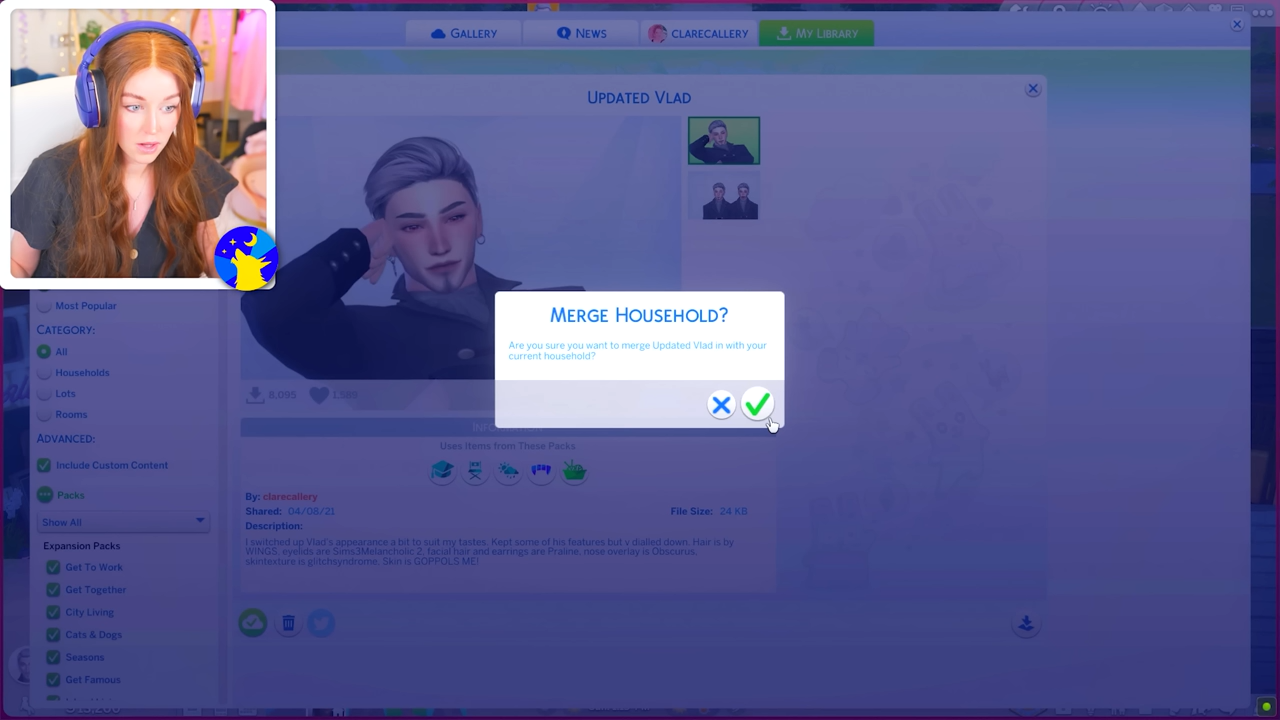 GALLERY
NEWS
CLARECALLERY
MY LIBRARY
UPDATED VLAD
MERGE HOUSEHOLD?
Are you sure you want to merge Updated Vlad in with your
current household?
8,095
Uses Items from These Packs
By: clarecallery
Shared: 04/08/21
File Size: 24 KB
Description:
I switched up Vlad's appearance a bit to suit my tastes. Kept some of his features but v dialled down. Hair is by
WINGS, eyelids are Sims3Melancholic 2, facial hair and earrings are Praline, nose overlay is Obscurus,
skintexture is glitchsyndrome. Skin is GOPPOLS ME!
Most Popular
CATEGORY:
All
Households
Lots
Rooms
ADVANCED:
Include Custom Content
Packs
Show All
Expansion Packs
Get To Work
Get Together
City Living
Cats & Dogs
Seasons
Get Famous